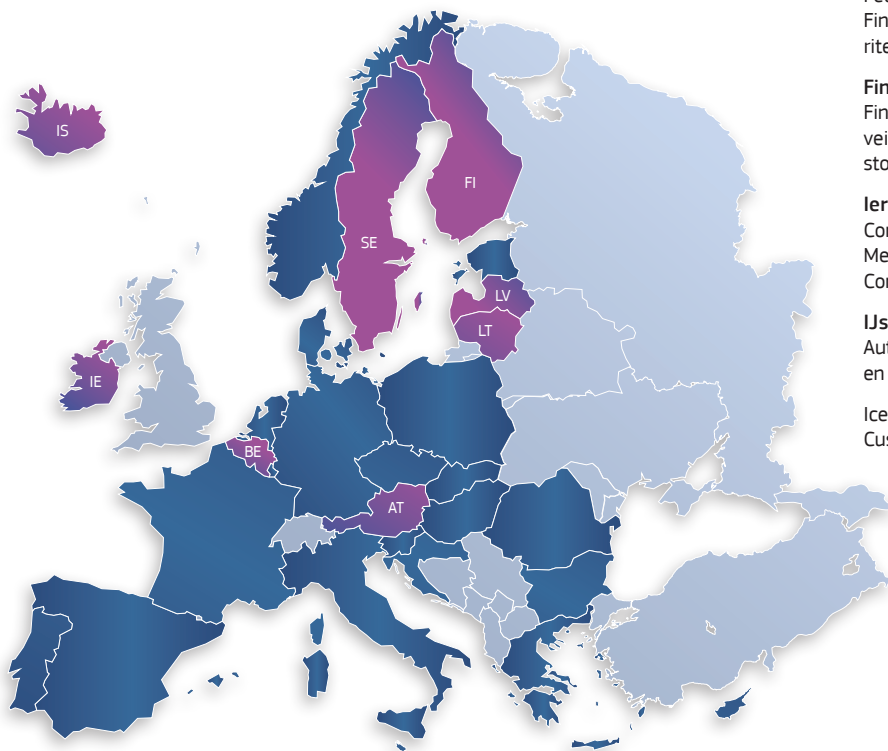 IS
FI
SE
LV
LT
IE
BE
AT
Fin
rite
Fin
Fin
vei
sto
Ier
Cor
Me
Cor
IJs
Aut
en
Ice
Cus